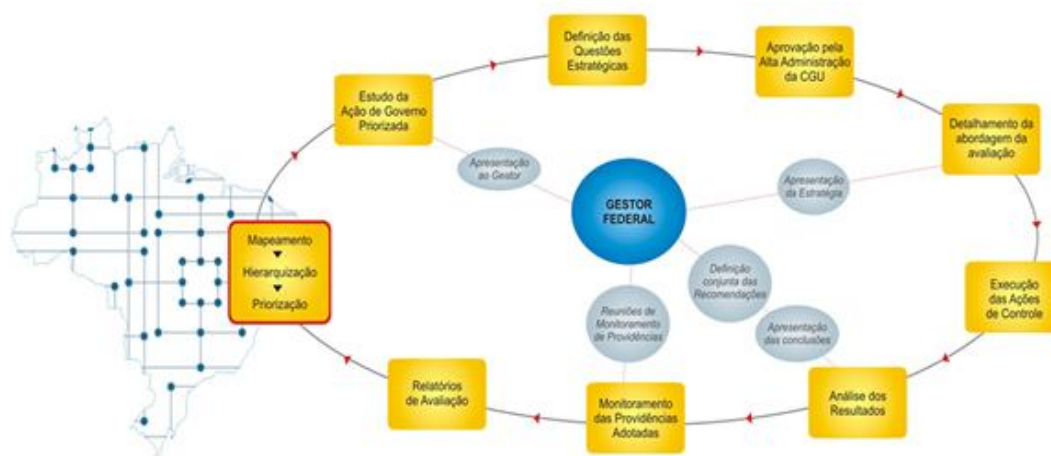 Definição das
Questões
Estratégicas
Aprovação pela
Alta Administração
da CGU
Estudo da
Ação de Governo
Priorizada
Detalhamento da
abordagem da
avaliação
Apresentação
ao Gestor
Apresentação
da Estratégia
GESTOR
FEDERAL
Mapeamento
Hierarquização
Priorização
Definição
conjunta das
Recomendações
Execução
das Ações
de Controle
Reuniões de
Monitoramento
de Providências
Apresentação
das conclusões
Relatórios
de Avaliação
Monitoramento
das Providências
Adotadas
Análise dos
Resultados